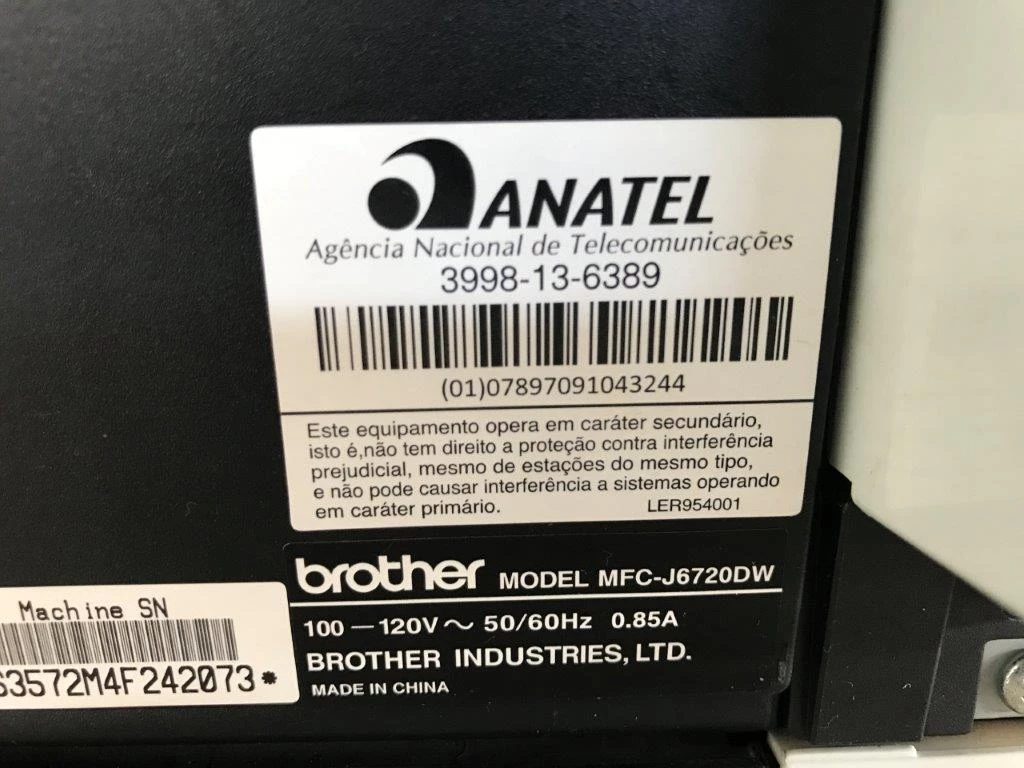 ANATEL
Agência Nacional de Telecomunicações
3998-13-6389
(01)07897091043244
Este equipamento opera em caráter secundário,
isto é,não tem direito a proteção contra interferência
prejudicial, mesmo de estações do mesmo tipo,
e não pode causar interferência a sistemas operando
em caráter primário.
LER954001
brother MODEL MFC-J6720DW
100 — 120V ~ 50/60Hz 0.85A
BROTHER INDUSTRIES, LTD.
MADE IN CHINA
Machine SN
3572M4F242073*